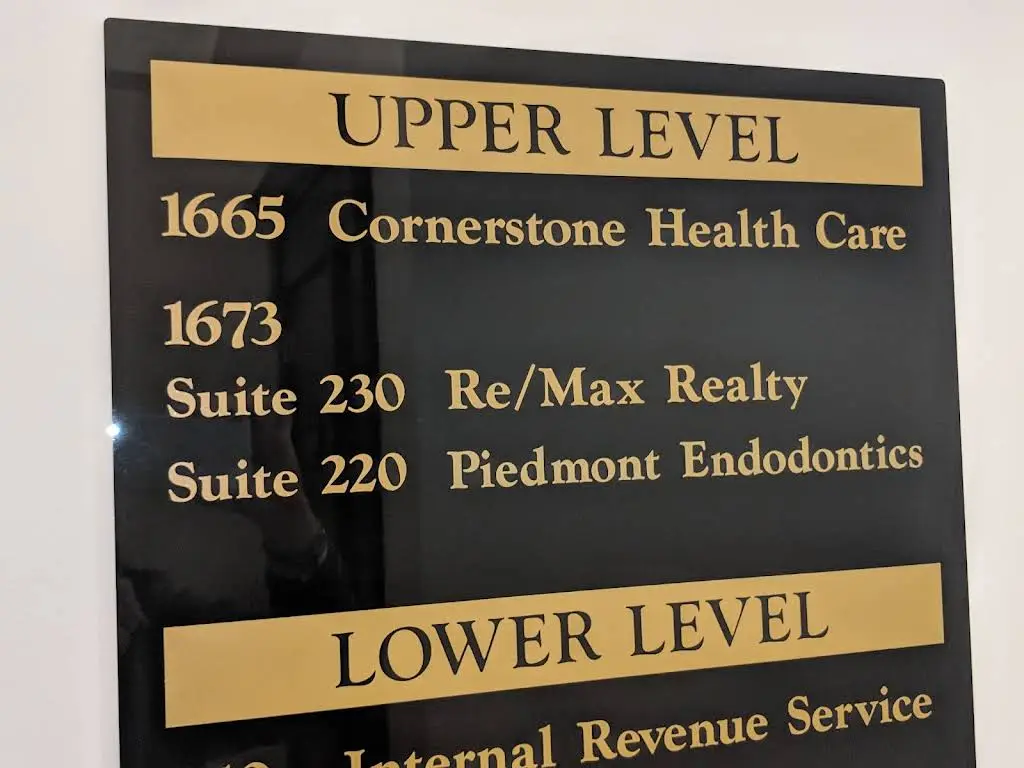 UPPER LEVEL
1665 Cornerstone Health Care
1673
Suite 230 Re/Max Realty
Suite 220 Piedmont Endodontics
LOWER LEVEL
Internal Revenue Service